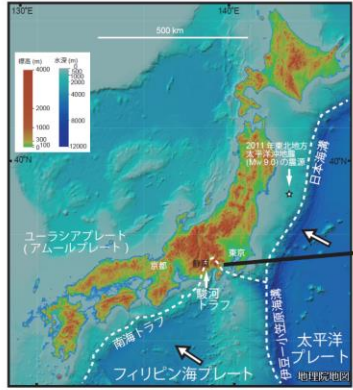 130°E
140°E
500 km
標高 (m)
水深 (m)
4000
2000
1000
300
100
0
0
500
1000
2000
12000
40°N
40°N
2011年東北地方
太平洋沖地震
(Mw 9.0) の震源
日本海溝
ユーラシアプレート
(アムールプレート)
京都
静岡
東京
駿河
トラフ
南海トラフ
伊豆ー小笠原海溝
太平洋
プレート
フィリピン海プレート
地理院地図